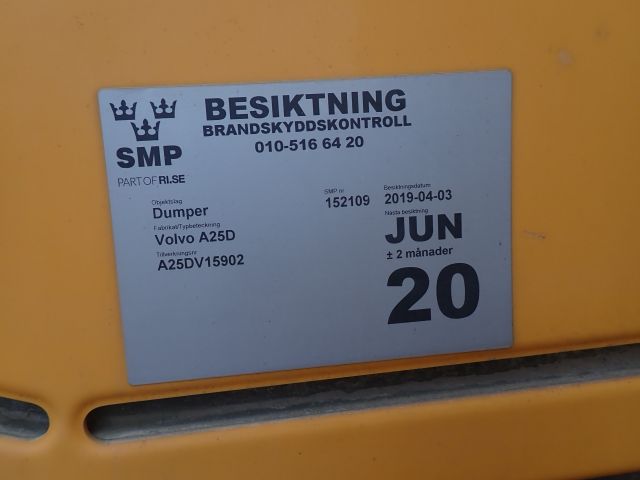 BESIKTNING
BRANDSKYDDSKONTROLL
010-516 64 20
SMP
PART OF RI.SE
Objektslag
Dumper
Fabrikat/Typbeteckning
Volvo A25D
Tillverkningsnr
A25DV15902
SMP nr
152109
Besiktningsdatum
2019-04-03
Nästa besiktning
JUN
± 2 månader
20